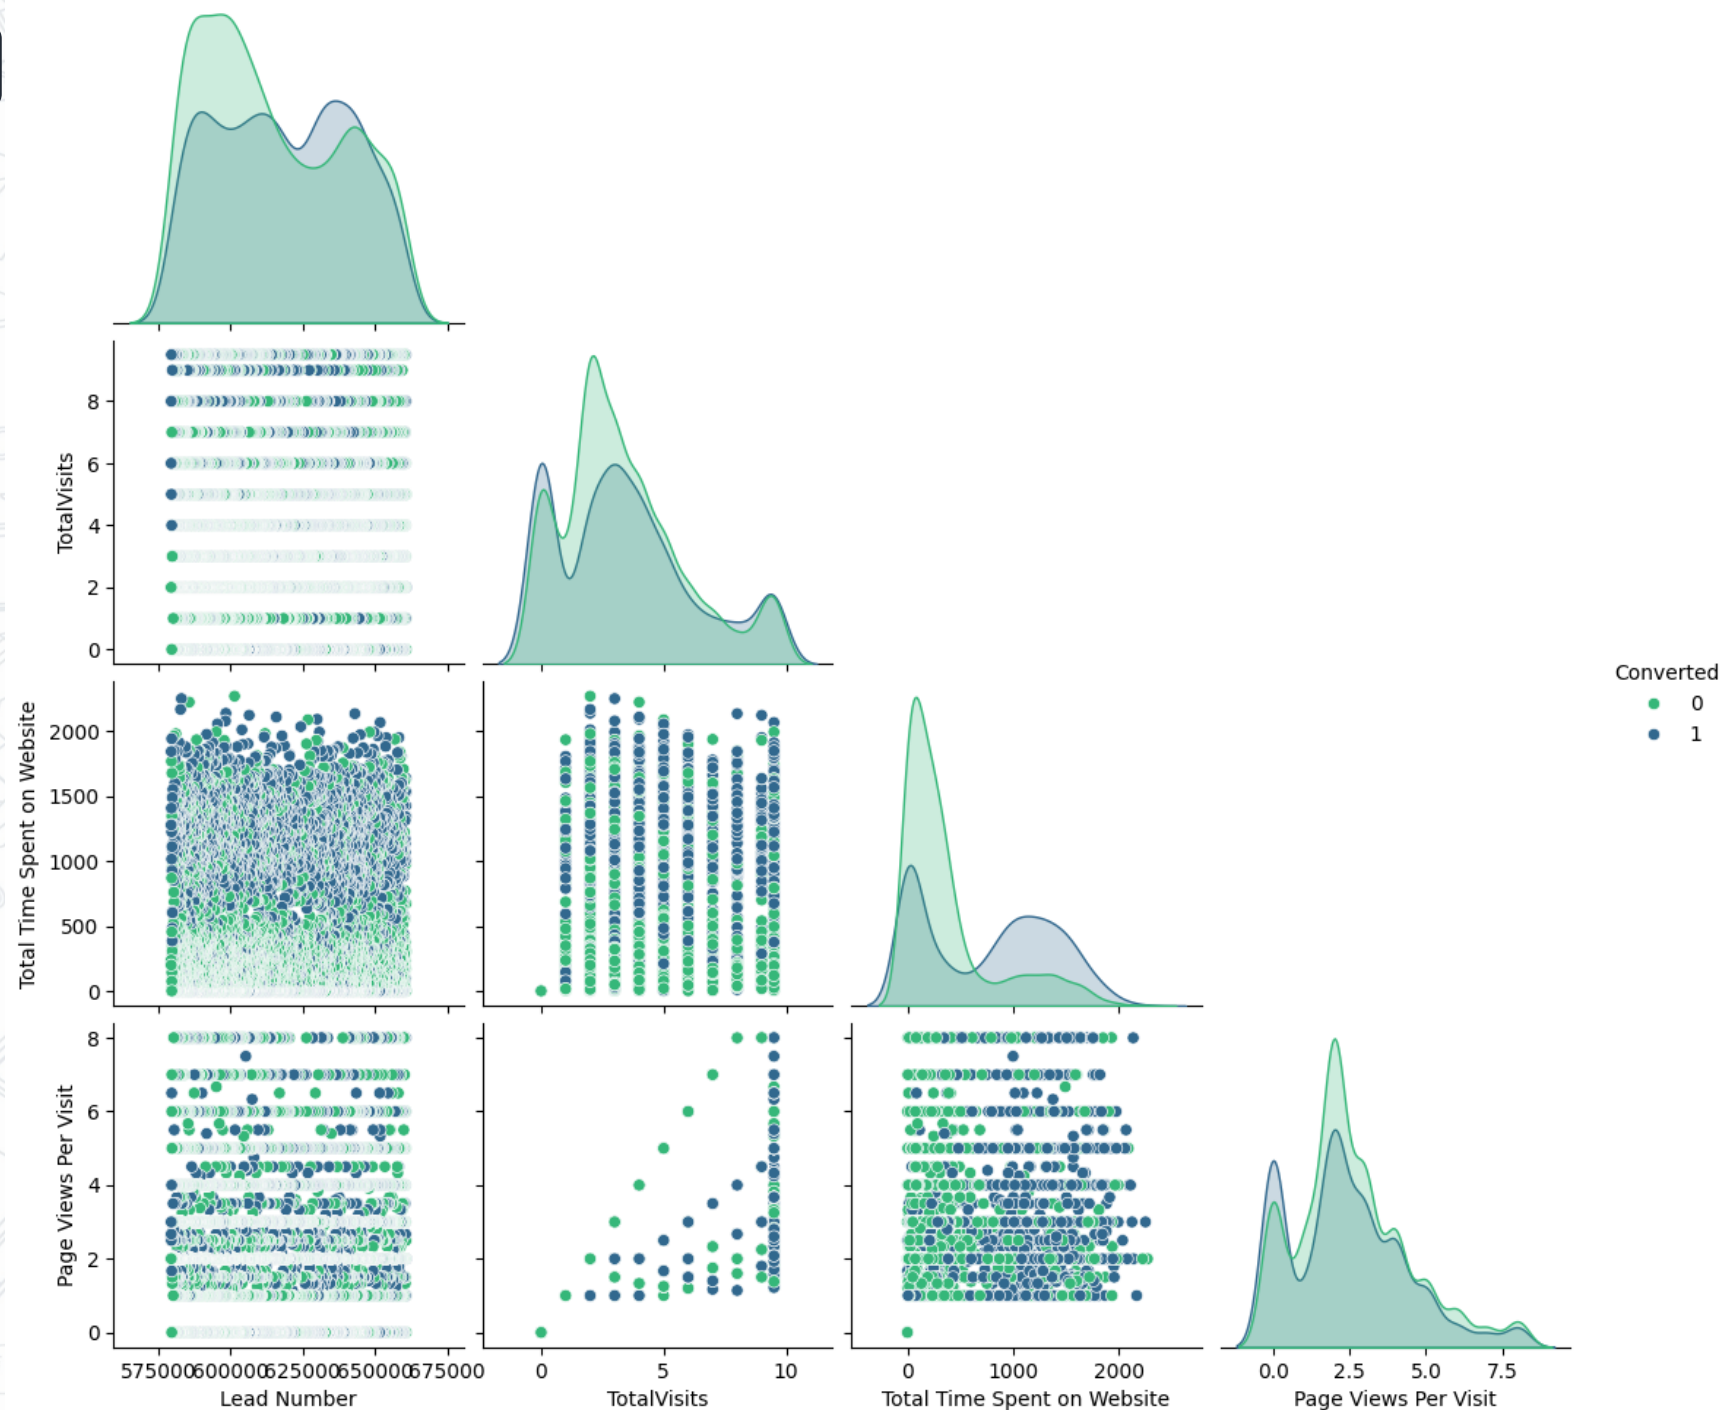 TotalVisits
8
6
4
2
0
Total Time Spent on Website
2000
1500
1000
500
0
Page Views Per Visit
8
6
4
2
0
575000 600000 625000 650000 675000
Lead Number
0 5 10
TotalVisits
0 1000 2000
Total Time Spent on Website
0.0 2.5 5.0 7.5
Page Views Per Visit
Converted
0
1